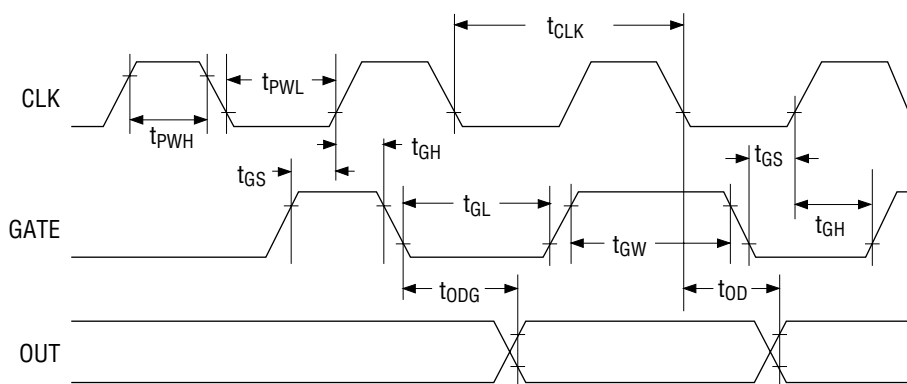 tCLK
CLK
tPWL
tPWH
tGH
tGS
tGS
GATE
tGL
tGW
tGH
tODG
tOD
OUT